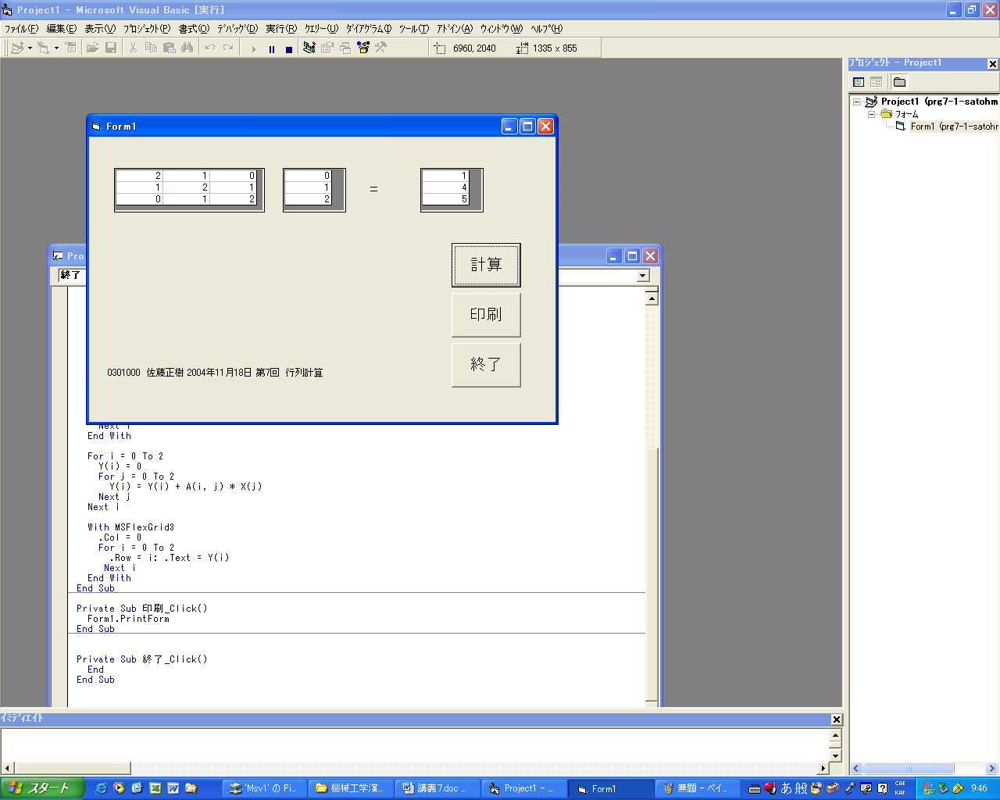 Project1 - Microsoft Visual Basic [実行]
ファイル(F) 編集(E) 表示(V) プロジェクト(P) 書式(O) デバッグ(D) 実行(R) クエリー(U) ダイアグラム(I) ツール(T) アドイン(A) ウィンドウ(W) ヘルプ(H)
6960, 2040 1335 x 855
プロジェクト - Project1
Project1 (prg7-1-satohm
フォーム
Form1 (prg7-1-satohr
Form1
2 1 0 0 1
1 2 1 1 = 4
0 1 2 2 5
Pro
計算
終了
印刷
終了
0301000 佐藤正樹 2004年11月18日 第7回 行列計算
Next i
End With
For i = 0 To 2
Y(i) = 0
For j = 0 To 2
Y(i) = Y(i) + A(i, j) * X(j)
Next j
Next i
With MSFlexGrid3
.Col = 0
For i = 0 To 2
.Row = i: .Text = Y(i)
Next i
End With
End Sub
Private Sub 印刷_Click()
Form1.PrintForm
End Sub
Private Sub 終了_Click()
End
End Sub
イミディエイト
スタート 'Msv1' の Pi... 機械工学演... 講義7.doc ... Project1 - ... Form1 無題 - ペイ... あ 般 CAP KANA 9:46